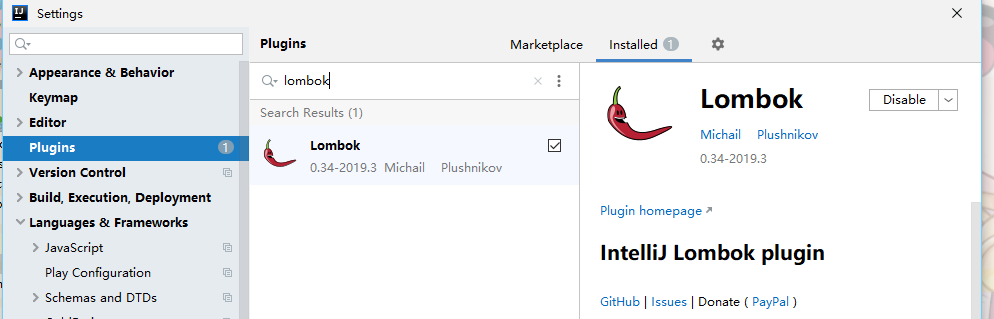 Settings
Plugins
Marketplace
Installed 1
Appearance & Behavior
Keymap
Editor
Plugins 1
Version Control
Build, Execution, Deployment
Languages & Frameworks
JavaScript
Play Configuration
Schemas and DTDs
lombok
Search Results (1)
Lombok
0.34-2019.3 Michail Plushnikov
Lombok
Disable
Michail Plushnikov
0.34-2019.3
Plugin homepage
IntelliJ Lombok plugin
GitHub | Issues | Donate ( PayPal )